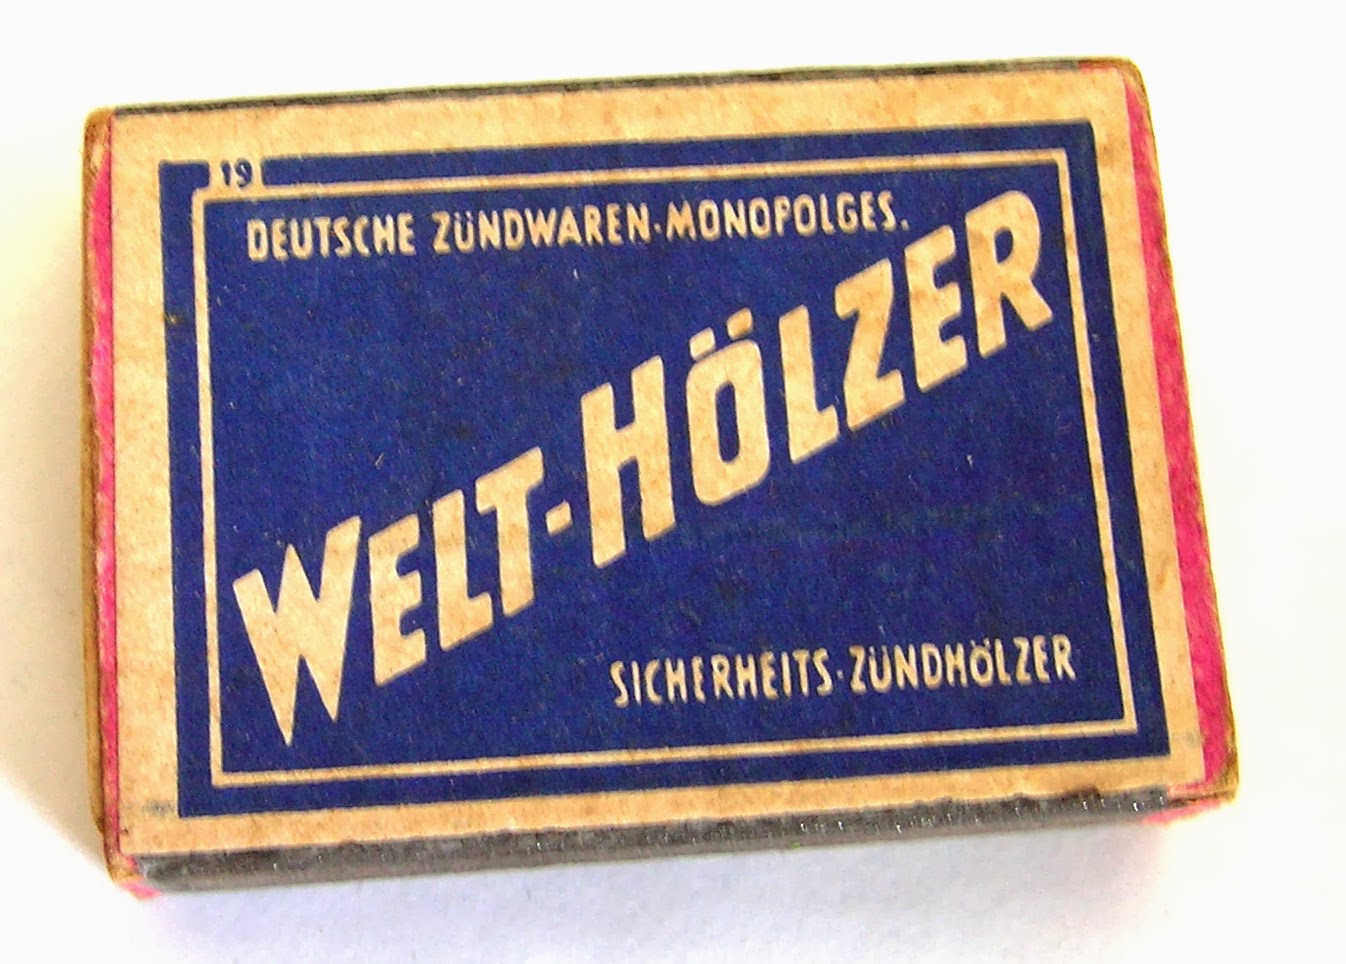 19
DEUTSCHE ZÜNDWAREN-MONOPOLGES.
WELT-HÖLZER
SICHERHEITS-ZÜNDHÖLZER